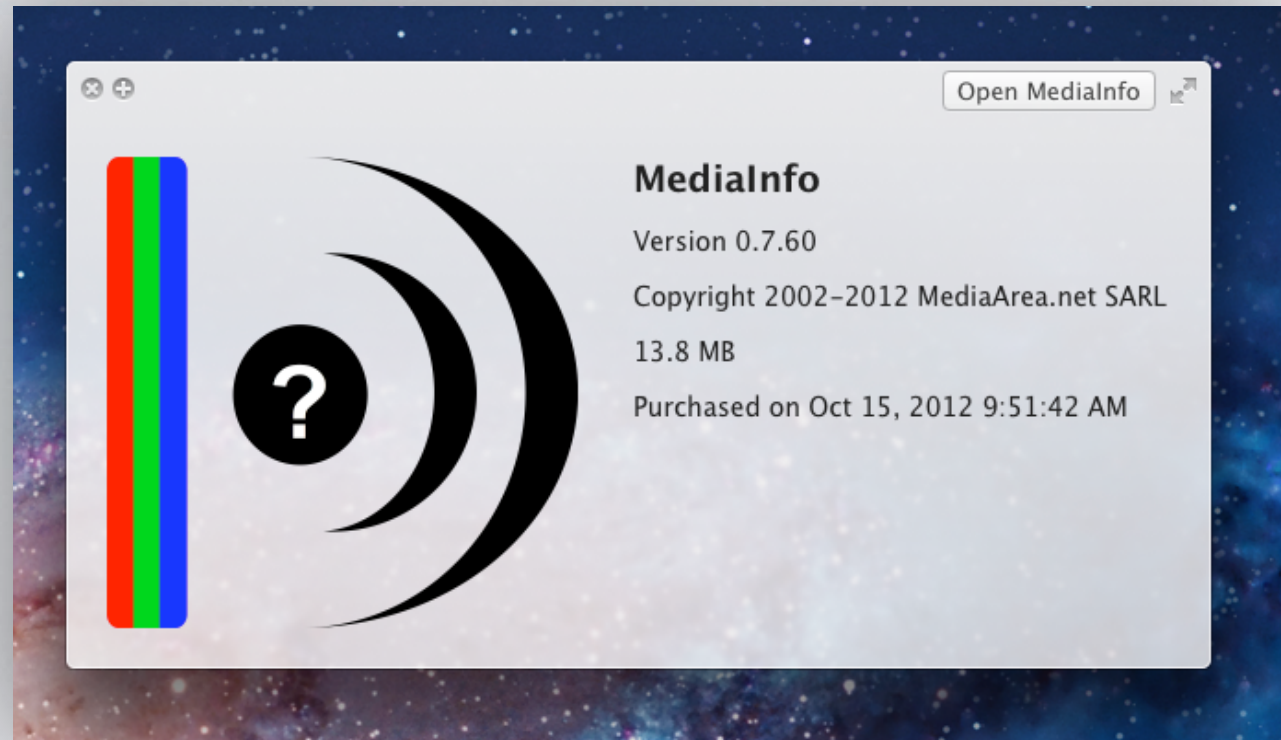 Open MediaInfo
?
MediaInfo
Version 0.7.60
Copyright 2002–2012 MediaArea.net SARL
13.8 MB
Purchased on Oct 15, 2012 9:51:42 AM